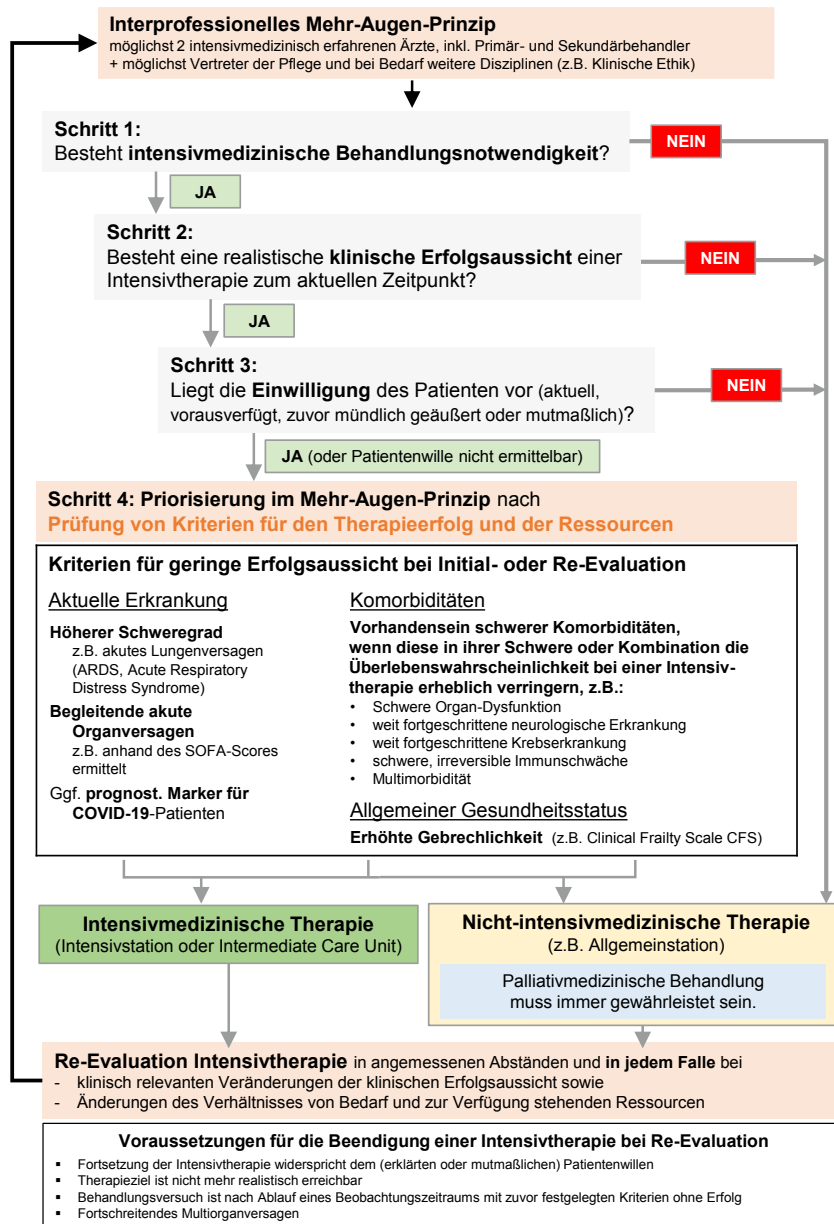 Interprofessionelles Mehr-Augen-Prinzip
möglichst 2 intensivmedizinisch erfahrenen Ärzte, inkl. Primär- und Sekundärbehandler
+ möglichst Vertreter der Pflege und bei Bedarf weitere Disziplinen (z.B. Klinische Ethik)
Schritt 1:
Besteht intensivmedizinische Behandlungsnotwendigkeit?
NEIN
JA
Schritt 2:
Besteht eine realistische klinische Erfolgsaussicht einer
Intensivtherapie zum aktuellen Zeitpunkt?
NEIN
JA
Schritt 3:
Liegt die Einwilligung des Patienten vor (aktuell,
vorausverfügt, zuvor mündlich geäußert oder mutmaßlich)?
NEIN
JA (oder Patientenwille nicht ermittelbar)
Schritt 4: Priorisierung im Mehr-Augen-Prinzip nach
Prüfung von Kriterien für den Therapieerfolg und der Ressourcen
Kriterien für geringe Erfolgsaussicht bei Initial- oder Re-Evaluation
Aktuelle Erkrankung
Höherer Schweregrad
z.B. akutes Lungenversagen
(ARDS, Acute Respiratory
Distress Syndrome)
Begleitende akute
Organversagen
z.B. anhand des SOFA-Scores
ermittelt
Ggf. prognost. Marker für
COVID-19-Patienten
Komorbiditäten
Vorhandensein schwerer Komorbiditäten,
wenn diese in ihrer Schwere oder Kombination die
Überlebenswahrscheinlichkeit bei einer Intensiv-
therapie erheblich verringern, z.B.:
• Schwere Organ-Dysfunktion
• weit fortgeschrittene neurologische Erkrankung
• weit fortgeschrittene Krebserkrankung
• schwere, irreversible Immunschwäche
• Multimorbidität
Allgemeiner Gesundheitsstatus
Erhöhte Gebrechlichkeit (z.B. Clinical Frailty Scale CFS)
Intensivmedizinische Therapie
(Intensivstation oder Intermediate Care Unit)
Nicht-intensivmedizinische Therapie
(z.B. Allgemeinstation)
Palliativmedizinische Behandlung
muss immer gewährleistet sein.
Re-Evaluation Intensivtherapie in angemessenen Abständen und in jedem Falle bei
- klinisch relevanten Veränderungen der klinischen Erfolgsaussicht sowie
- Änderungen des Verhältnisses von Bedarf und zur Verfügung stehenden Ressourcen
Voraussetzungen für die Beendigung einer Intensivtherapie bei Re-Evaluation
▪ Fortsetzung der Intensivtherapie widerspricht dem (erklärten oder mutmaßlichen) Patientenwillen
▪ Therapieziel ist nicht mehr realistisch erreichbar
▪ Behandlungsversuch ist nach Ablauf eines Beobachtungszeitraums mit zuvor festgelegten Kriterien ohne Erfolg
▪ Fortschreitendes Multiorganversagen